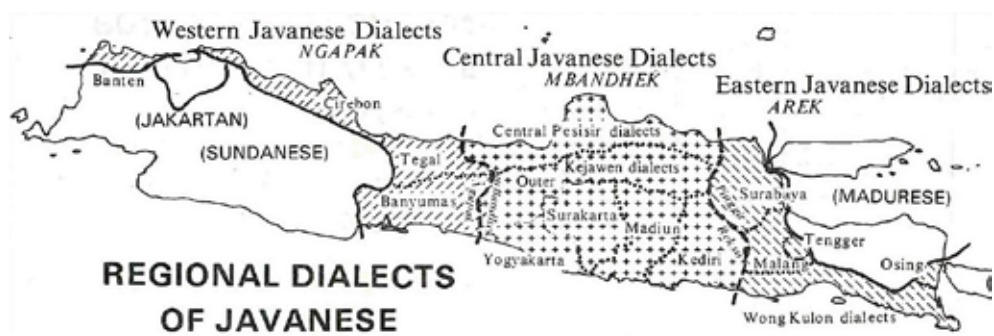 Western Javanese Dialects
NGAPAK
Central Javanese Dialects
MBANDHEK
Eastern Javanese Dialects
AREK
Banten
(JAKARTAN)
(SUNDANESE)
Cirebon
Tegal
Banyumas
Central Pesisir dialects
Kejawen dialects
Outer
Surakarta
Madiun
Yogyakarta
Kediri
Surabaya
(MADURESE)
Tengger
Malang
Osing
Wong Kulon dialects
REGIONAL DIALECTS
OF JAVANESE